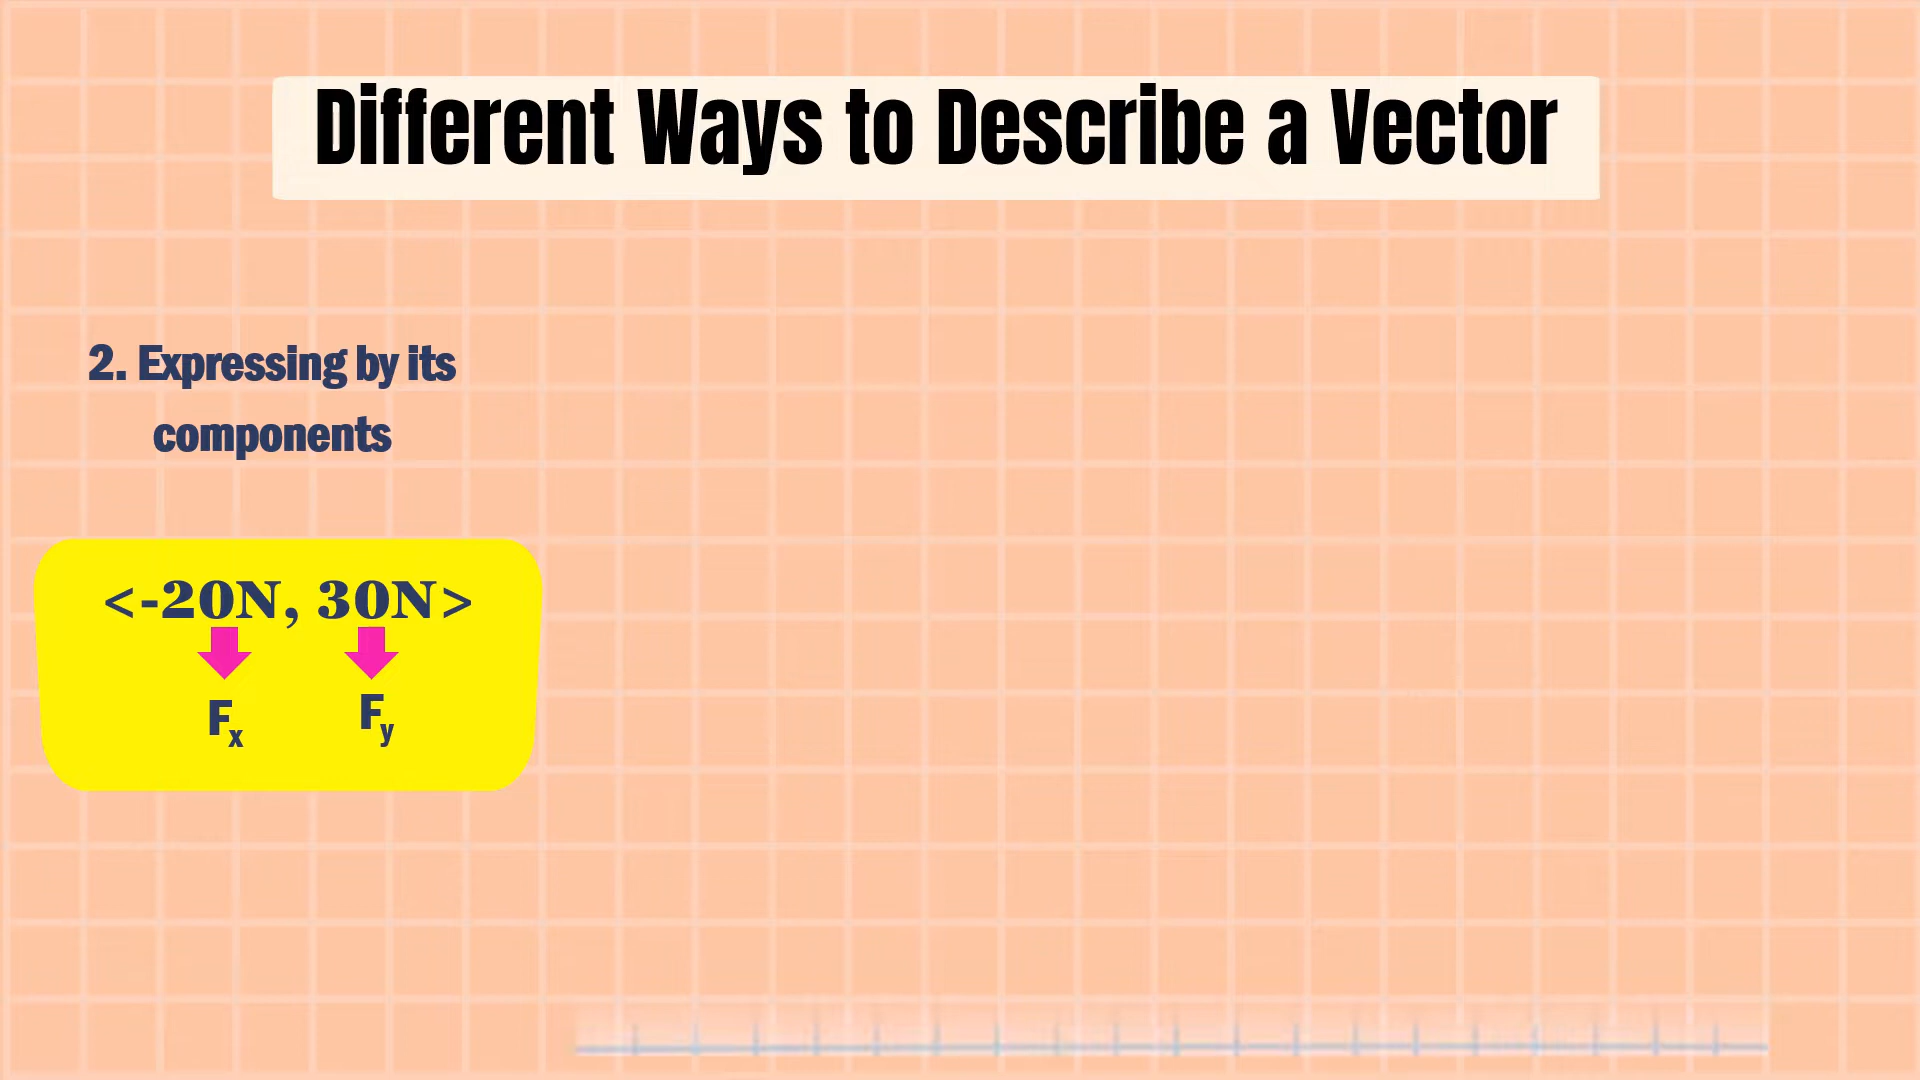 Different Ways to Describe a Vector
2. Expressing by its
components
<-20N, 30N>
Fx Fy